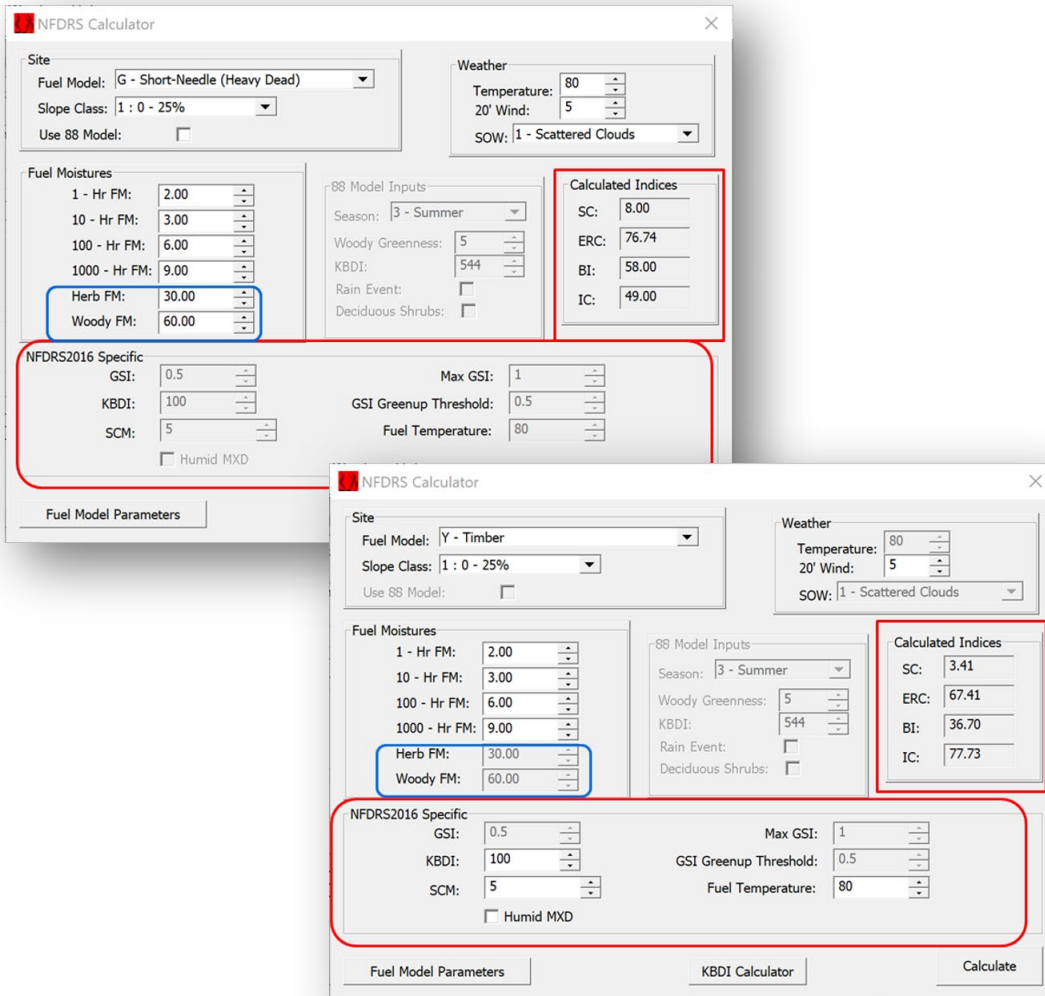 NFDRS Calculator
Site
Fuel Model: G - Short-Needle (Heavy Dead)
Slope Class: 1 : 0 - 25%
Use 88 Model:
Weather
Temperature: 80
20' Wind: 5
SOW: 1 - Scattered Clouds
Fuel Moistures
1 - Hr FM: 2.00
10 - Hr FM: 3.00
100 - Hr FM: 6.00
1000 - Hr FM: 9.00
Herb FM: 30.00
Woody FM: 60.00
88 Model Inputs
Season: 3 - Summer
Woody Greenness: 5
KBDI: 544
Rain Event:
Deciduous Shrubs:
Calculated Indices
SC: 8.00
ERC: 76.74
BI: 58.00
IC: 49.00
NFDRS2016 Specific
GSI: 0.5
KBDI: 100
SCM: 5
Humid MXD
Max GSI: 1
GSI Greenup Threshold: 0.5
Fuel Temperature: 80
Fuel Model Parameters
NFDRS Calculator
Site
Fuel Model: Y - Timber
Slope Class: 1 : 0 - 25%
Use 88 Model:
Weather
Temperature: 80
20' Wind: 5
SOW: 1 - Scattered Clouds
Fuel Moistures
1 - Hr FM: 2.00
10 - Hr FM: 3.00
100 - Hr FM: 6.00
1000 - Hr FM: 9.00
Herb FM: 30.00
Woody FM: 60.00
88 Model Inputs
Season: 3 - Summer
Woody Greenness: 5
KBDI: 544
Rain Event:
Deciduous Shrubs:
Calculated Indices
SC: 3.41
ERC: 67.41
BI: 36.70
IC: 77.73
NFDRS2016 Specific
GSI: 0.5
KBDI: 100
SCM: 5
Humid MXD
Max GSI: 1
GSI Greenup Threshold: 0.5
Fuel Temperature: 80
Fuel Model Parameters
KBDI Calculator
Calculate